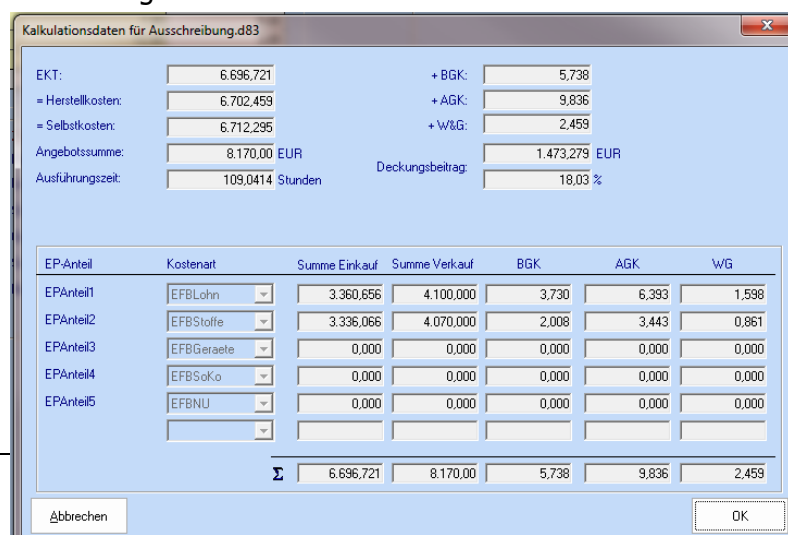 Kalkulationsdaten für Ausschreibung.d83
EKT: 6.696,721 + BGK: 5,738
= Herstellkosten: 6.702,459 + AGK: 9,836
= Selbstkosten: 6.712,295 + W&G: 2,459
Angebotssumme: 8.170,00 EUR Deckungsbeitrag: 1.473,279 EUR
Ausführungszeit: 109,0414 Stunden 18,03 %
EP-Anteil Kostenart Summe Einkauf Summe Verkauf BGK AGK WG
EPAnteil1 EFBLohn 3.360,656 4.100,000 3,730 6,393 1,598
EPAnteil2 EFBStoffe 3.336,066 4.070,000 2,008 3,443 0,861
EPAnteil3 EFBGeraete 0,000 0,000 0,000 0,000 0,000
EPAnteil4 EFBSoKo 0,000 0,000 0,000 0,000 0,000
EPAnteil5 EFBNU 0,000 0,000 0,000 0,000 0,000
Σ 6.696,721 8.170,00 5,738 9,836 2,459
Abbrechen OK